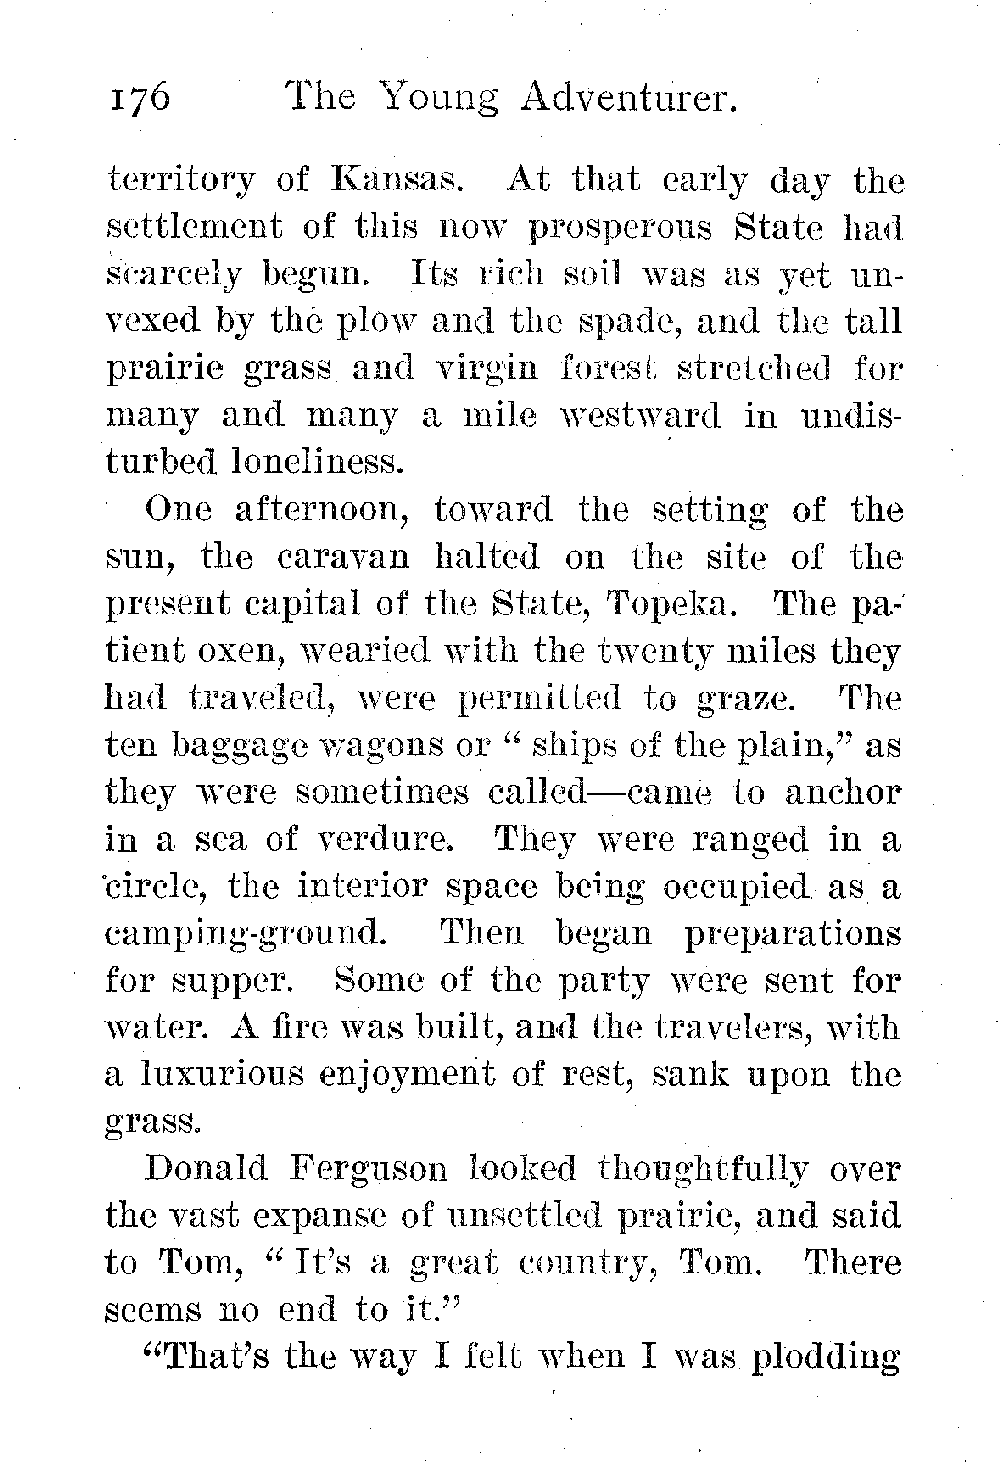 176 The Young Adventurer.
territory of Kansas. At that early day the
settlement of this now prosperous State had
scarcely begun. Its rich soil was as yet un-
vexed by the plow and the spade, and the tall
prairie grass and virgin forest stretched for
many and many a mile westward in undis-
turbed loneliness.
One afternoon, toward the setting of the
sun, the caravan halted on the site of the
present capital of the State, Topeka. The pa-
tient oxen, wearied with the twenty miles they
had traveled, were permitted to graze. The
ten baggage wagons or “ ships of the plain,” as
they were sometimes called—came to anchor
in a sea of verdure. They were ranged in a
circle, the interior space being occupied as a
camping-ground. Then began preparations
for supper. Some of the party were sent for
water. A fire was built, and the travelers, with
a luxurious enjoyment of rest, sank upon the
grass.
Donald Ferguson looked thoughtfully over
the vast expanse of unsettled prairie, and said
to Tom, “ It’s a great country, Tom. There
seems no end to it.”
“That’s the way I felt when I was plodding